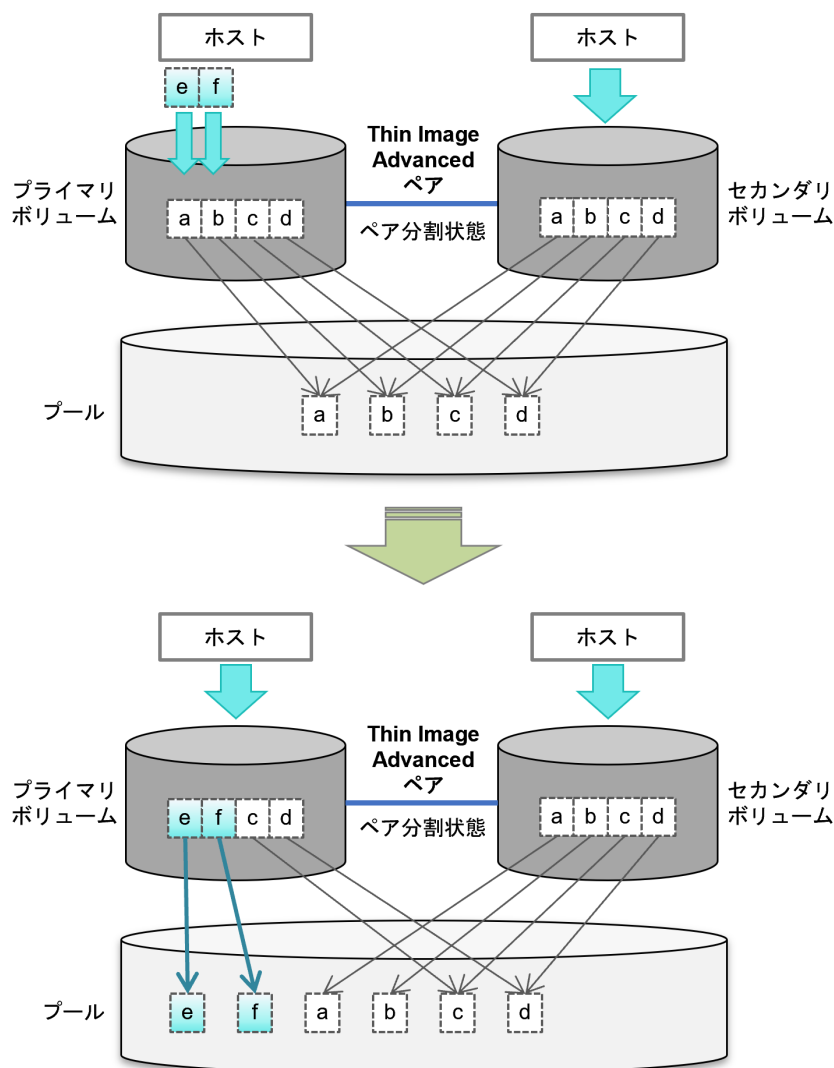 ホスト
ホスト
e f
Thin Image
Advanced
ペア
プライマリ
ボリューム
a b c d
ペア分割状態
a b c d
セカンダリ
ボリューム
プール
a b c d
ホスト
ホスト
Thin Image
Advanced
ペア
プライマリ
ボリューム
e f c d
ペア分割状態
a b c d
セカンダリ
ボリューム
プール
e f a b c d